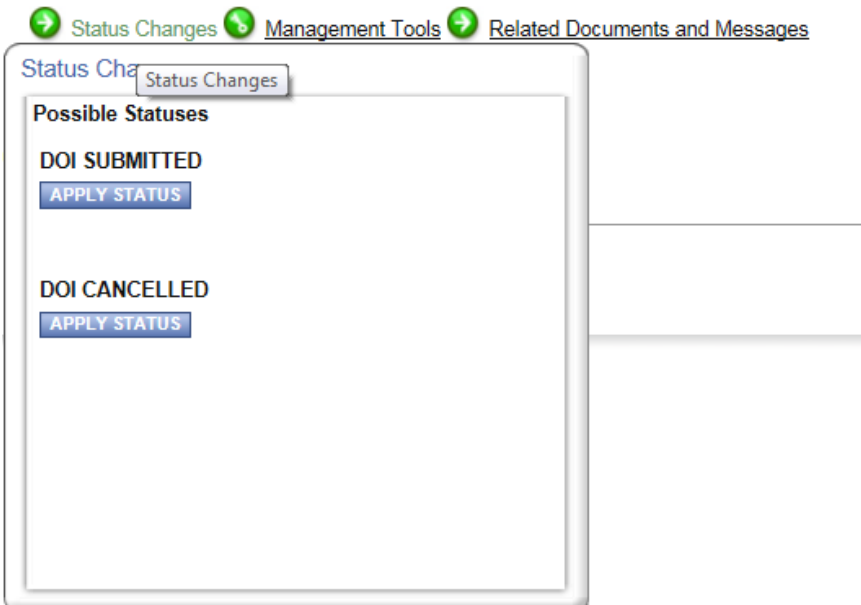 Status Changes Management Tools Related Documents and Messages
Status Cha
Status Changes
Possible Statuses
DOI SUBMITTED
APPLY STATUS
DOI CANCELLED
APPLY STATUS